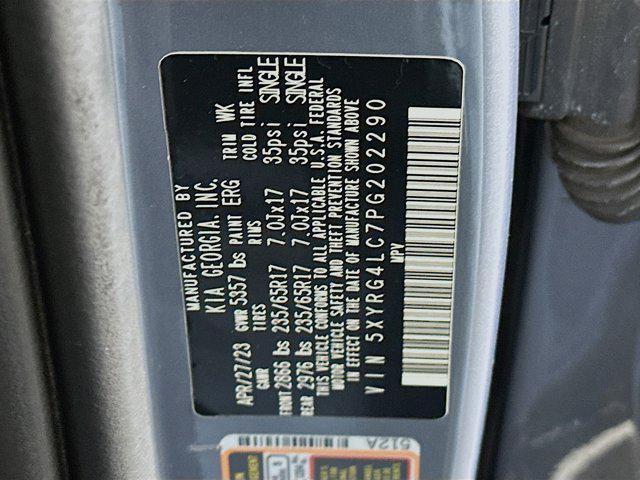 MANUFACTURED BY
KIA GEORGIA, INC.
APR/27/23 GVWR 5357 lbs PAINT ERG TRIM WK
GAWR TIRES RIMS COLD TIRE INFL
FRONT 2866 lbs 235/65R17 7.0Jx17 35psi SINGLE
REAR 2976 lbs 235/65R17 7.0Jx17 35psi SINGLE
THIS VEHICLE CONFORMS TO ALL APPLICABLE U.S.A. FEDERAL
MOTOR VEHICLE SAFETY AND THEFT PREVENTION STANDARDS
IN EFFECT ON THE DATE OF MANUFACTURE SHOWN ABOVE
VIN 5XYRG4LC7PG202290
MPV
512A